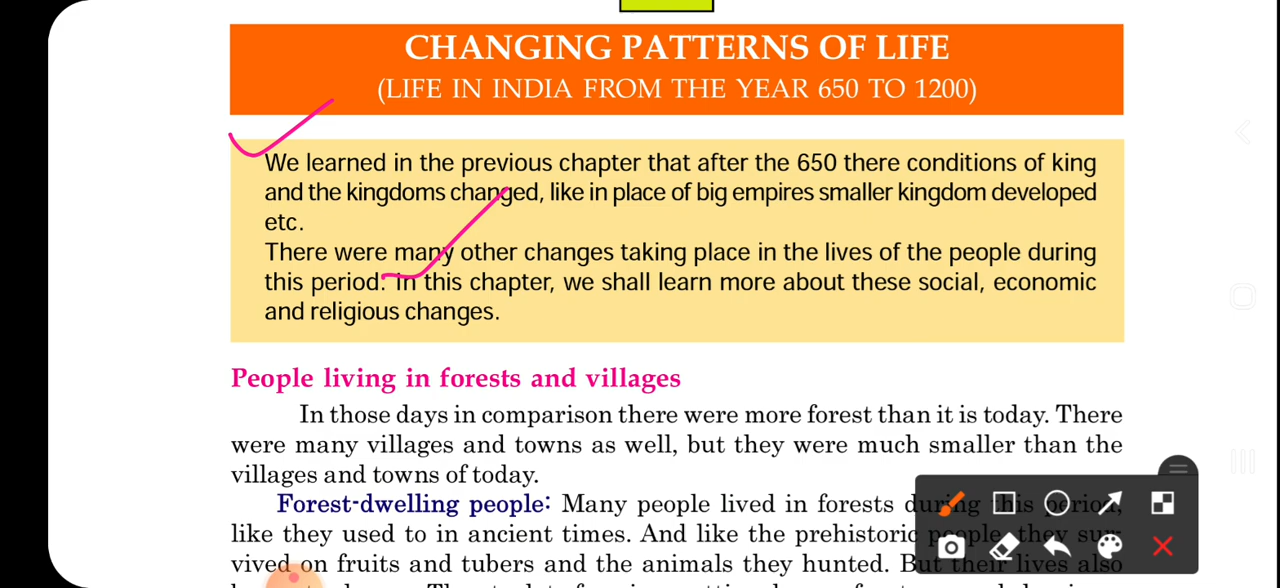 CHANGING PATTERNS OF LIFE
(LIFE IN INDIA FROM THE YEAR 650 TO 1200)
We learned in the previous chapter that after the 650 there conditions of king
and the kingdoms changed, like in place of big empires smaller kingdom developed
etc.
There were many other changes taking place in the lives of the people during
this period. In this chapter, we shall learn more about these social, economic
and religious changes.
People living in forests and villages
In those days in comparison there were more forest than it is today. There
were many villages and towns as well, but they were much smaller than the
villages and towns of today.
Forest-dwelling people: Many people lived in forests during this period,
like they used to in ancient times. And like the prehistoric people, they sur-
vived on fruits and tubers and the animals they hunted. But their lives also